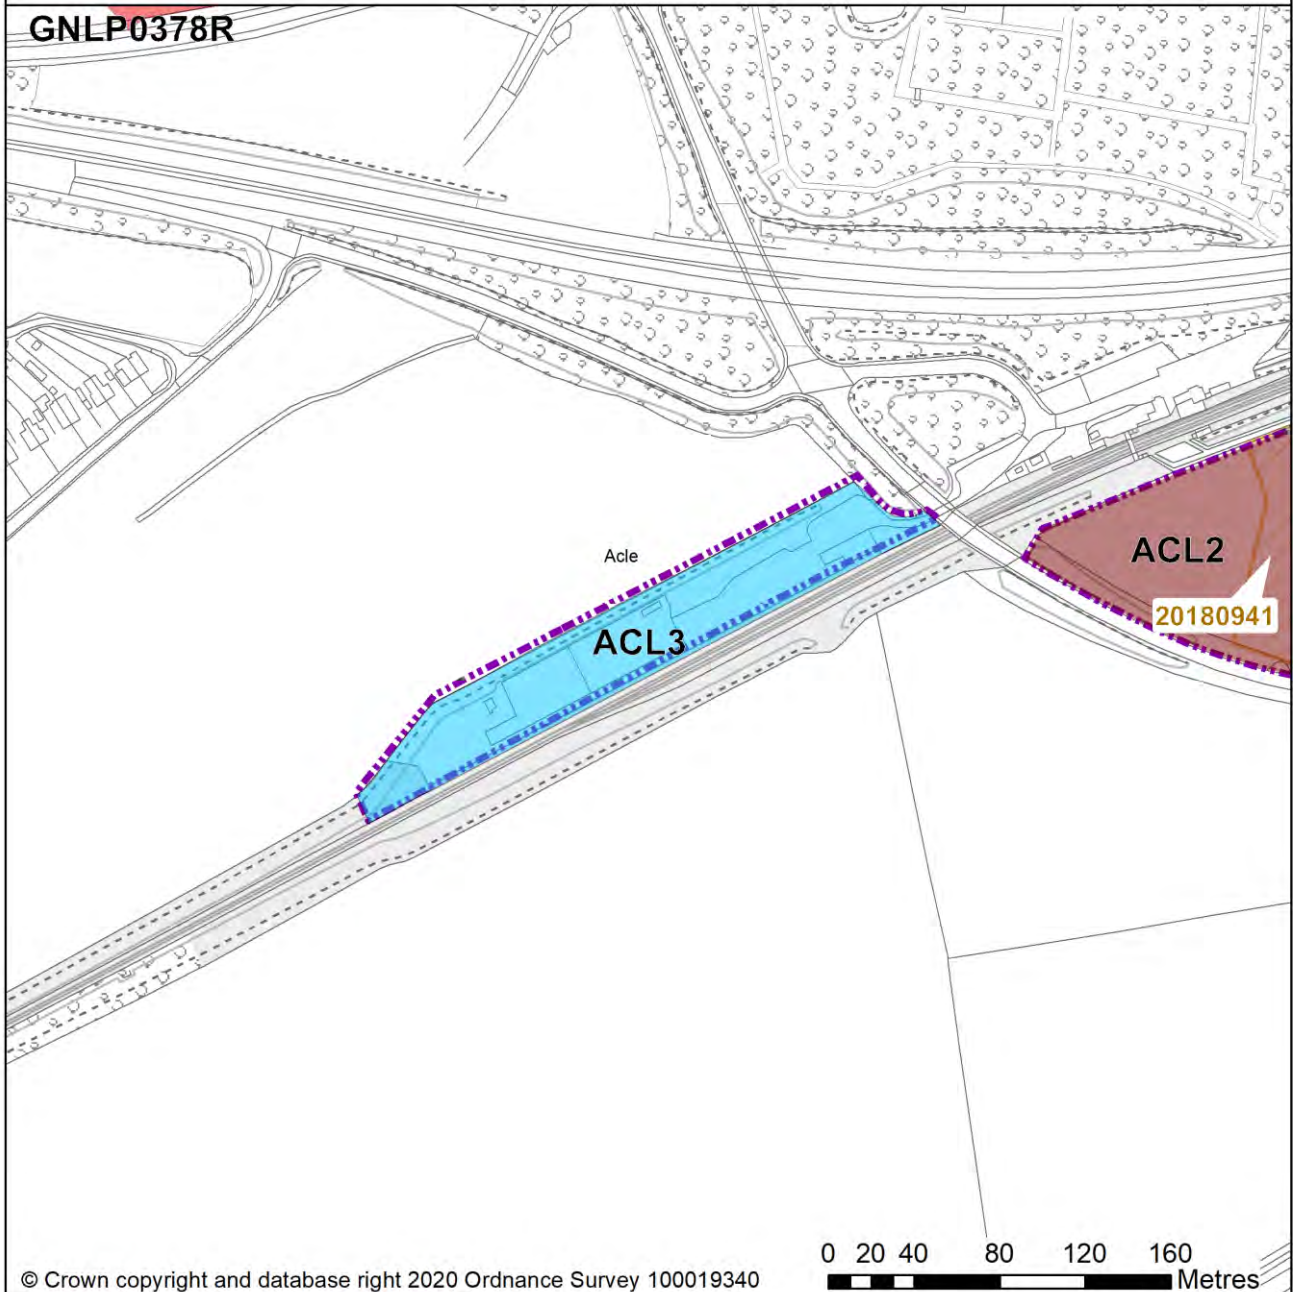 GNLP0378R
ACL2
Acle
20180941
ACL3
0 20 40 80 120 160
Metres
© Crown copyright and database right 2020 Ordnance Survey 100019340